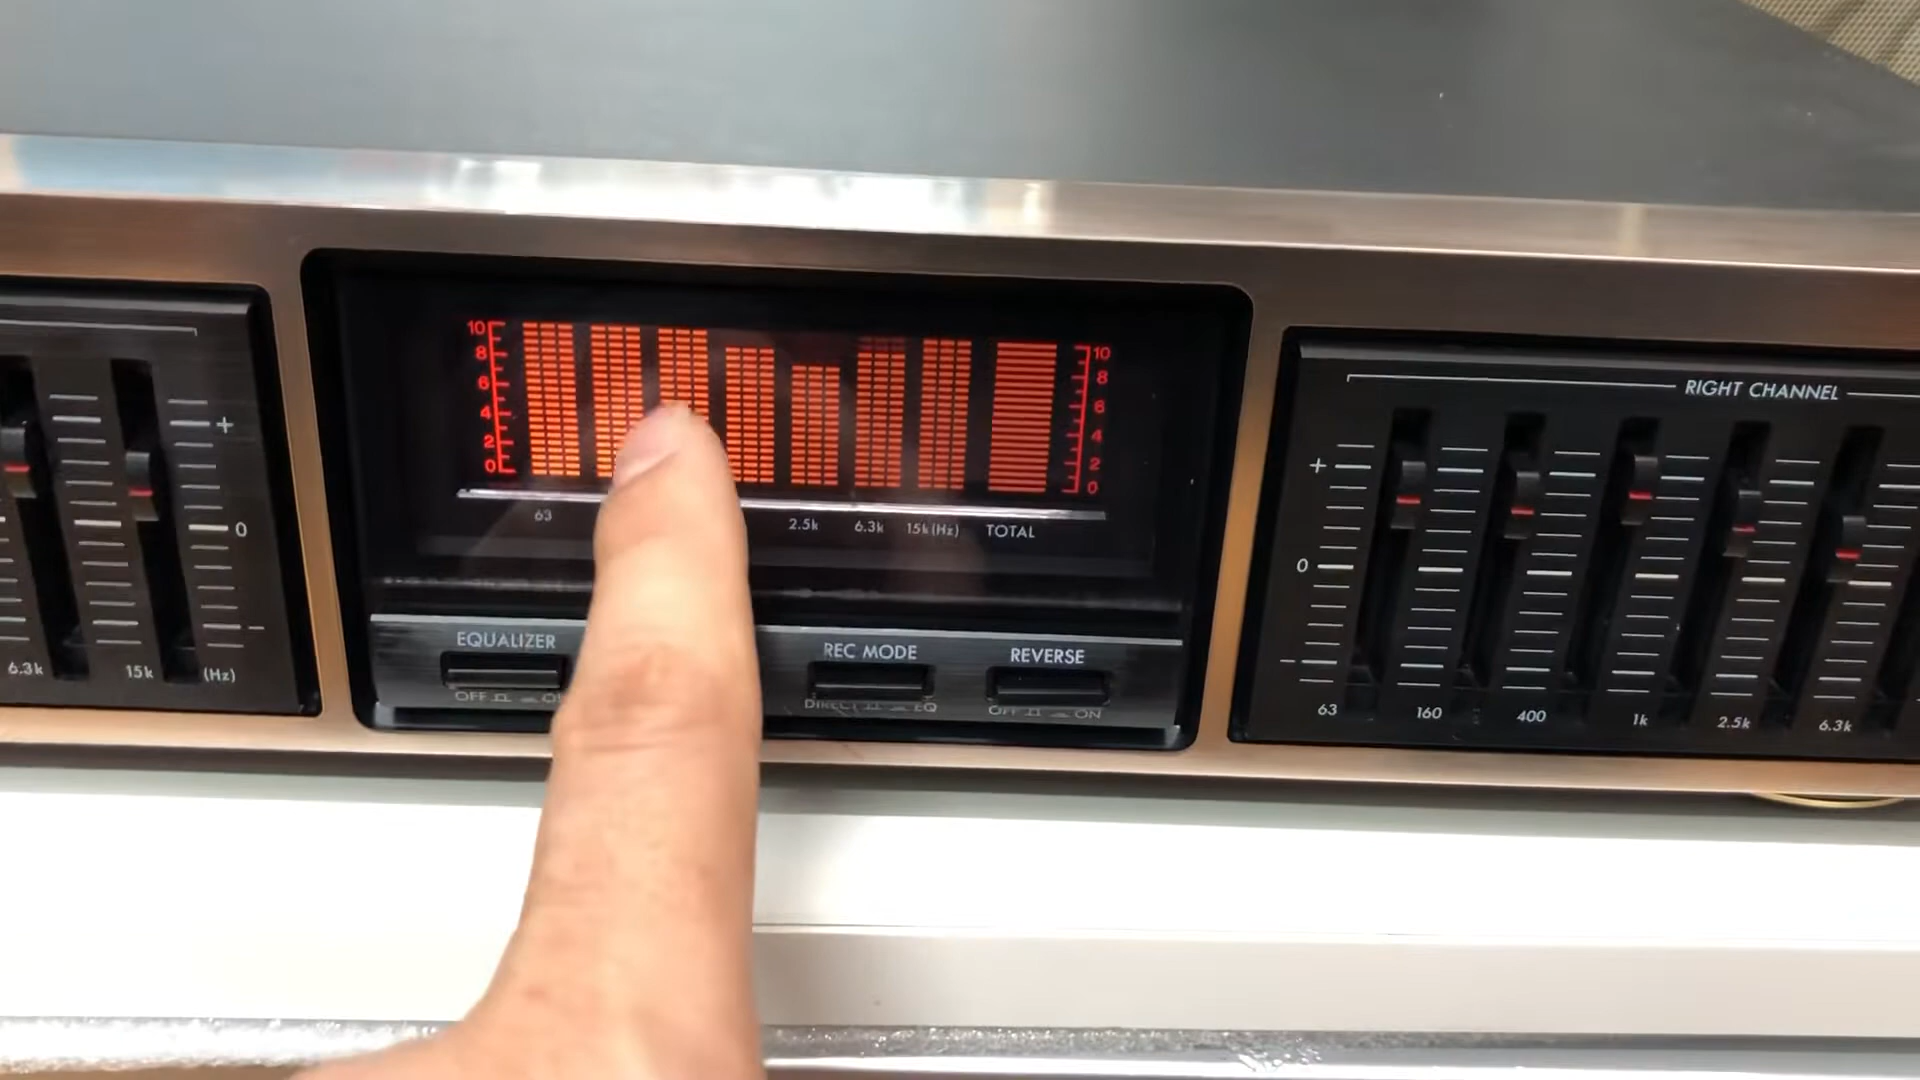 6.3k 15k (Hz)
+
0
–
10
8
6
4
2
0
10
8
6
4
2
0
63 2.5k 6.3k 15k(Hz) TOTAL
EQUALIZER
OFF
REC MODE
DIRECT EQ
REVERSE
OFF ON
RIGHT CHANNEL
+
0
–
63 160 400 1k 2.5k 6.3k